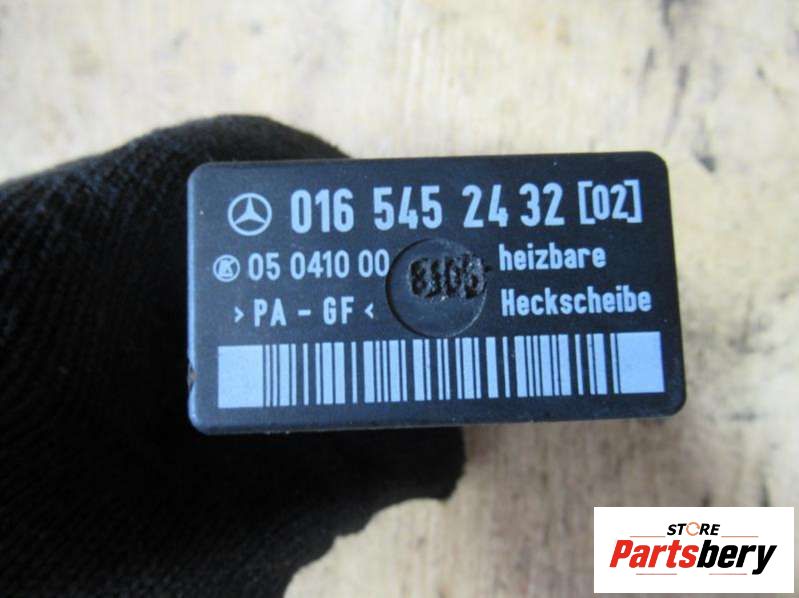 016 545 24 32 [02]
05 0410 00 heizbare
> PA - GF < Heckscheibe
STORE
Partsbery